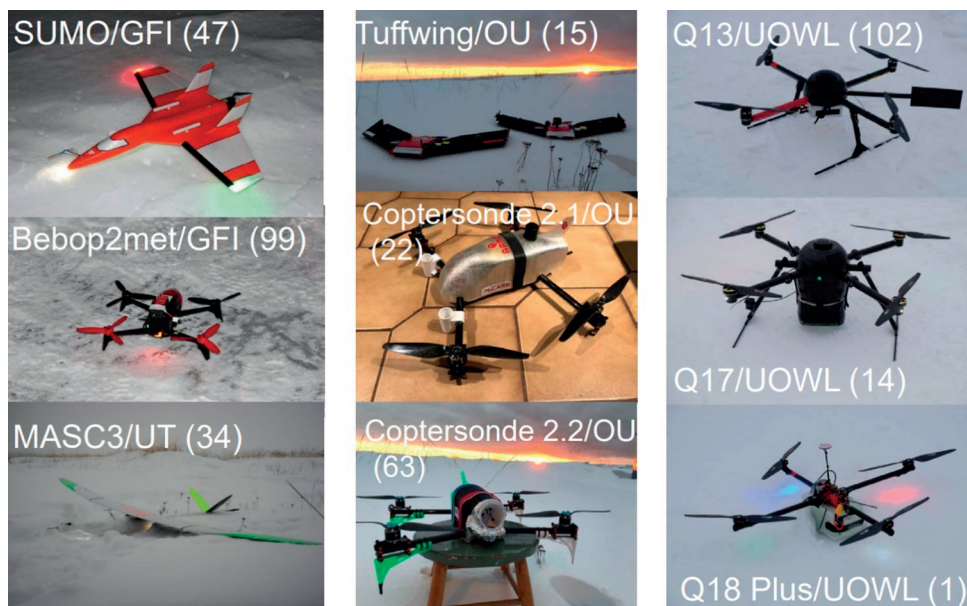 SUMO/GFI (47)
Bebop2met/GFI (99)
MASC3/UT (34)
Tuffwing/OU (15)
Coptersonde 2.1/OU
(22)
Coptersonde 2.2/OU
(63)
Q13/UOWL (102)
Q17/UOWL (14)
Q18 Plus/UOWL (1)